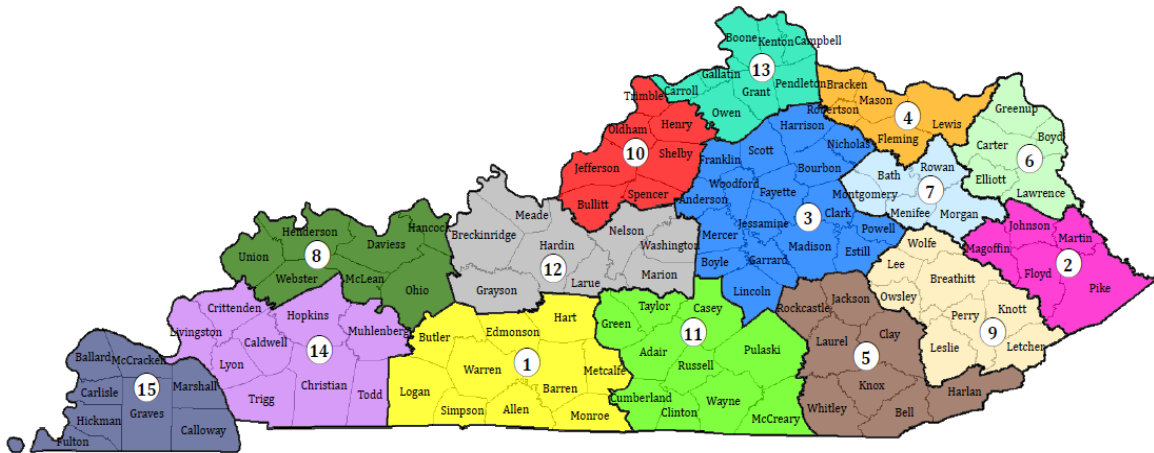 Boone
Kenton
Campbell
Gallatin
13
Carroll
Grant
Pendleton
Owen
Trimble
Bracken
Mason
Robertson
4
Lewis
Fleming
Greenup
Boyd
Carter
6
Elliott
Lawrence
Henry
Oldham
10
Shelby
Jefferson
Spencer
Bullitt
Harrison
Nicholas
Scott
Franklin
Bourbon
Woodford
Fayette
Anderson
3
Clark
Jessamine
Powell
Mercer
Madison
Estill
Boyle
Garrard
Lincoln
Rowan
Bath
7
Montgomery
Menifee
Morgan
Johnson
Martin
Magoffin
2
Floyd
Pike
Hancock
Henderson
Daviess
Union
8
Webster
McLean
Ohio
Meade
Breckinridge
Nelson
Hardin
Washington
12
Marion
Grayson
Larue
Wolfe
Lee
Breathitt
Owsley
Perry
Knott
9
Leslie
Letcher
Crittenden
Hopkins
Livingston
Muhlenberg
Caldwell
14
Lyon
Christian
Trigg
Todd
Hart
Butler
Edmonson
Warren
1
Metcalfe
Logan
Barren
Simpson
Allen
Monroe
Taylor
Casey
Green
11
Adair
Pulaski
Russell
Cumberland
Wayne
Clinton
McCreary
Rockcastle
Jackson
Laurel
Clay
5
Knox
Harlan
Whitley
Bell
Ballard
McCracken
Carlisle
15
Marshall
Graves
Hickman
Calloway
Fulton